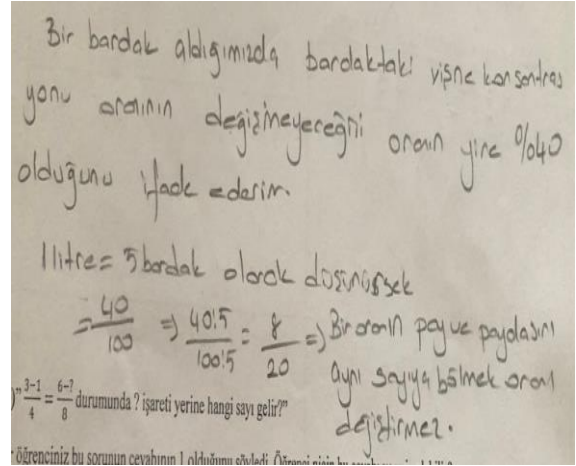 Bir bardak aldığımızda bardaktaki vişne konsantras
yonu oranının değişmeyeceğini oranın yine %40
olduğunu ifade ederim.
1 litre = 5 bardak olarak düşünürsek
= 40/100 => 40:5/100:5 = 8/20 => Bir oranın pay ve paydasını
aynı sayıya bölmek oranı
değiştirmez.
)" 3-1/4 = 6-?/8 durumunda ? işareti yerine hangi sayı gelir?"
öğrenciniz bu sorunun cevabının 1 olduğunu söyledi. Öğrenci niçin bu